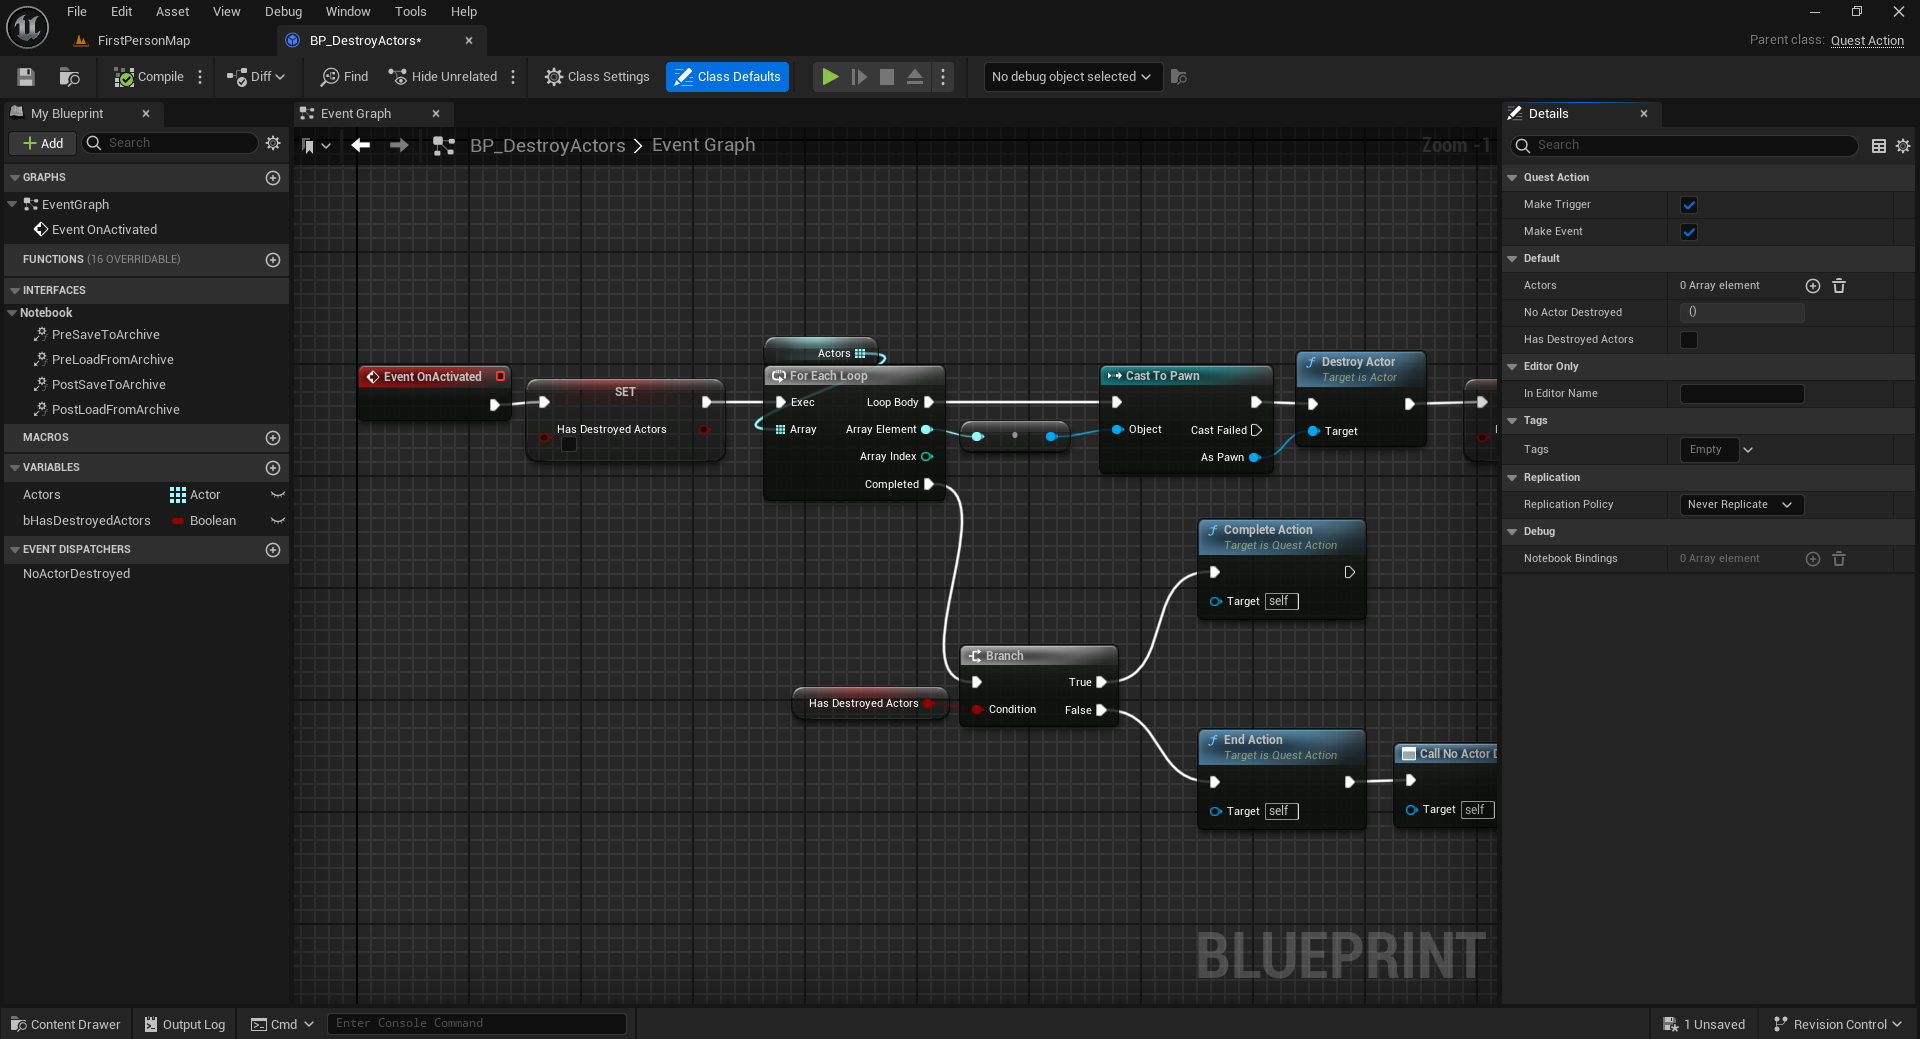 File Edit Asset View Debug Window Tools Help
FirstPersonMap BP_DestroyActors*
Parent class: Quest Action
Compile Diff Find Hide Unrelated Class Settings Class Defaults No debug object selected
My Blueprint
Add Search
GRAPHS
EventGraph
Event OnActivated
FUNCTIONS (16 OVERRIDABLE)
INTERFACES
Notebook
PreSaveToArchive
PreLoadFromArchive
PostSaveToArchive
PostLoadFromArchive
MACROS
VARIABLES
Actors Actor
bHasDestroyedActors Boolean
EVENT DISPATCHERS
NoActorDestroyed
Event Graph
BP_DestroyActors > Event Graph
Zoom -1
Event OnActivated
SET
Has Destroyed Actors
Actors
For Each Loop
Exec Loop Body
Array Array Element
Array Index
Completed
Cast To Pawn
Object Cast Failed
As Pawn
Destroy Actor
Target is Actor
Target
Complete Action
Target is Quest Action
Target self
Has Destroyed Actors
Branch
True
Condition False
End Action
Target is Quest Action
Target self
Call No Actor
Target self
BLUEPRINT
Details
Search
Quest Action
Make Trigger
Make Event
Default
Actors 0 Array element
No Actor Destroyed ()
Has Destroyed Actors
Editor Only
In Editor Name
Tags
Tags Empty
Replication
Replication Policy Never Replicate
Debug
Notebook Bindings 0 Array element
Content Drawer Output Log Cmd Enter Console Command
1 Unsaved Revision Control